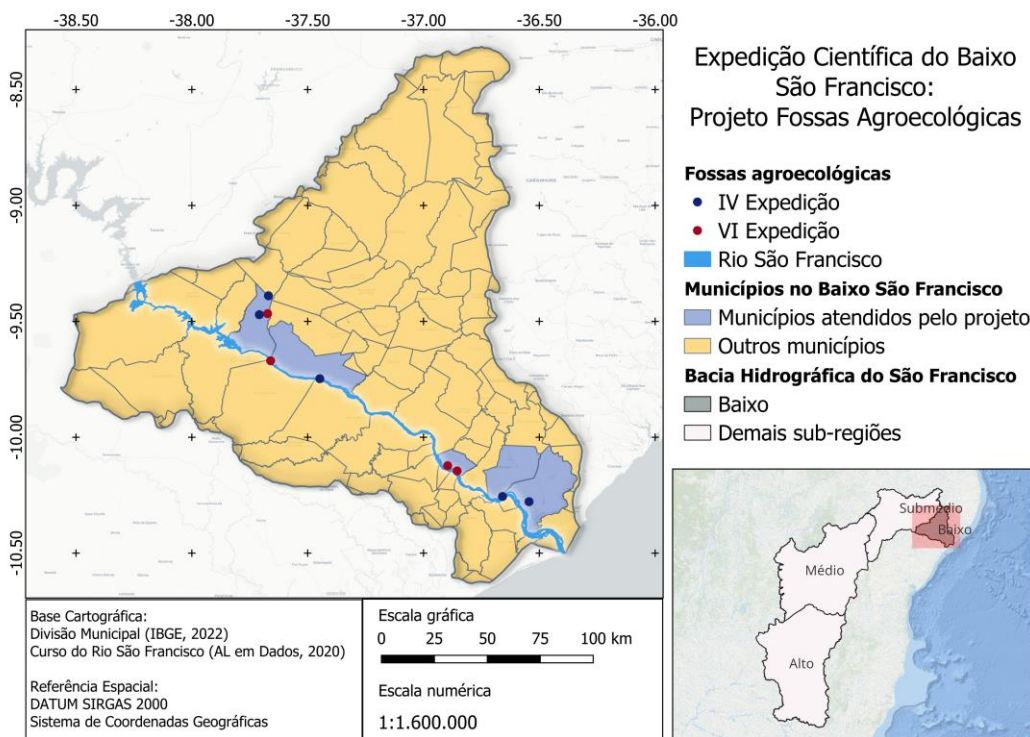 -38.50 -38.00 -37.50 -37.00 -36.50 -36.00
-8.50
-9.00
-9.50
-10.00
-10.50
Expedição Científica do Baixo
São Francisco:
Projeto Fossas Agroecológicas
Fossas agroecológicas
IV Expedição
VI Expedição
Rio São Francisco
Municípios no Baixo São Francisco
Municípios atendidos pelo projeto
Outros municípios
Bacia Hidrográfica do São Francisco
Baixo
Demais sub-regiões
Submédio
Baixo
Médio
Alto
Base Cartográfica:
Divisão Municipal (IBGE, 2022)
Curso do Rio São Francisco (AL em Dados, 2020)
Referência Espacial:
DATUM SIRGAS 2000
Sistema de Coordenadas Geográficas
Escala gráfica
0 25 50 75 100 km
Escala numérica
1:1.600.000